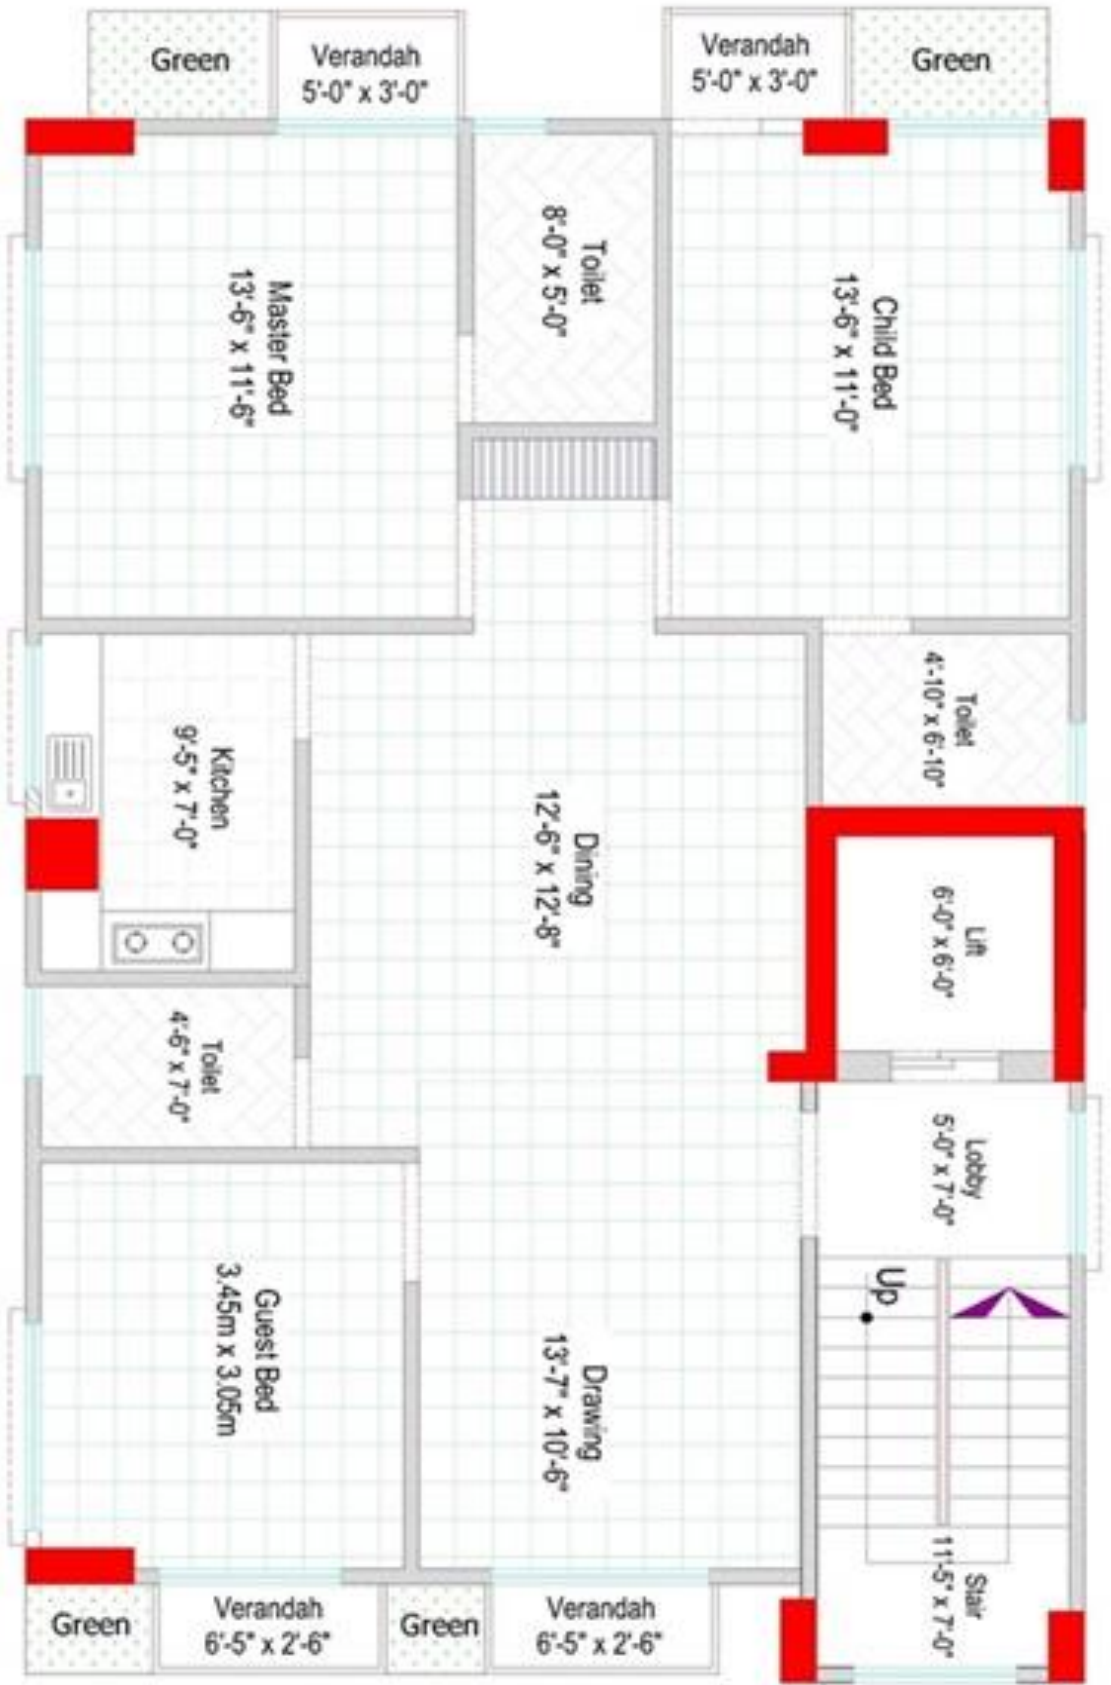 Green
Verandah
5'-0" x 3'-0"
Verandah
5'-0" x 3'-0"
Green
Master Bed
13'-6" x 11'-6"
Toilet
8'-0" x 5'-0"
Child Bed
13'-6" x 11'-0"
Kitchen
9'-5" x 7'-0"
Dining
12'-6" x 12'-8"
Toilet
4'-10" x 6'-10"
Lift
6'-0" x 6'-0"
Toilet
4'-6" x 7'-0"
Lobby
5'-0" x 7'-0"
Up
Guest Bed
3.45m x 3.05m
Drawing
13'-7" x 10'-6"
Stair
11'-5" x 7'-0"
Green
Verandah
6'-5" x 2'-6"
Green
Verandah
6'-5" x 2'-6"